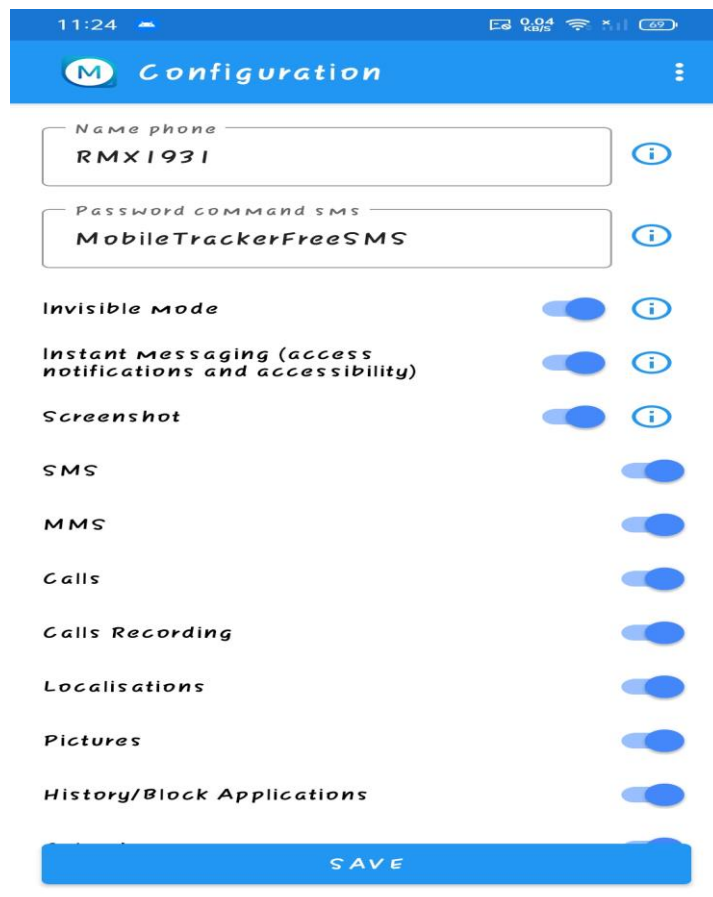 11:24
0.04
KB/S
69
M Configuration
Name phone
RMX1931
Password command sms
MobileTrackerFreeSMS
Invisible mode
Instant messaging (access
notifications and accessibility)
Screenshot
SMS
MMS
Calls
Calls Recording
Localisations
Pictures
History/Block Applications
SAVE